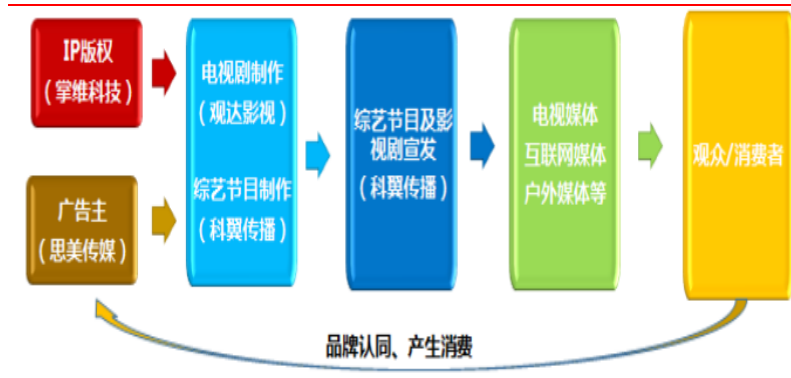 IP版权
（掌维科技）
广告主
（思美传媒）
电视剧制作
（观达影视）
综艺节目制作
（科翼传播）
综艺节目及影
视剧宣发
（科翼传播）
电视媒体
互联网媒体
户外媒体等
观众/消费者
品牌认同、产生消费